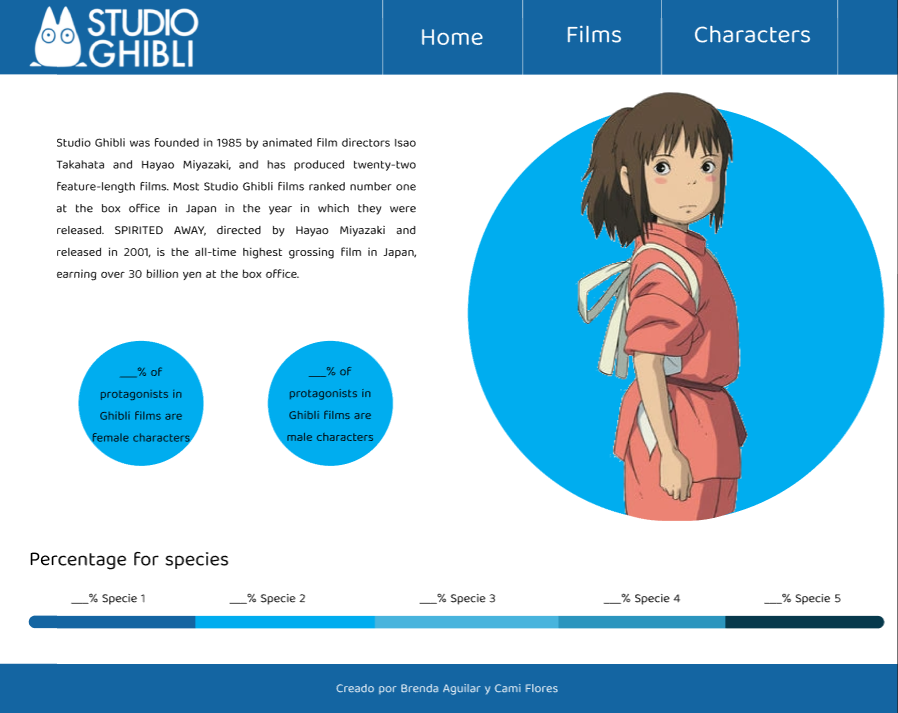 STUDIO
GHIBLI
Home
Films
Characters
Studio Ghibli was founded in 1985 by animated film directors Isao
Takahata and Hayao Miyazaki, and has produced twenty-two
feature-length films. Most Studio Ghibli films ranked number one
at the box office in Japan in the year in which they were
released. SPIRITED AWAY, directed by Hayao Miyazaki and
released in 2001, is the all-time highest grossing film in Japan,
earning over 30 billion yen at the box office.
___% of
protagonists in
Ghibli films are
female characters
___% of
protagonists in
Ghibli films are
male characters
Percentage for species
___% Specie 1
___% Specie 2
___% Specie 3
___% Specie 4
___% Specie 5
Creado por Brenda Aguilar y Cami Flores